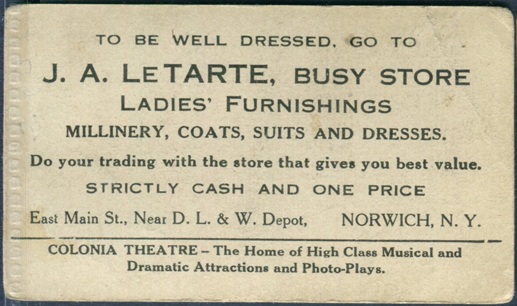 TO BE WELL DRESSED, GO TO
J. A. LETARTE, BUSY STORE
LADIES' FURNISHINGS
MILLINERY, COATS, SUITS AND DRESSES.
Do your trading with the store that gives you best value.
STRICTLY CASH AND ONE PRICE
East Main St., Near D. L. & W. Depot, NORWICH, N. Y.
COLONIA THEATRE – The Home of High Class Musical and
Dramatic Attractions and Photo-Plays.